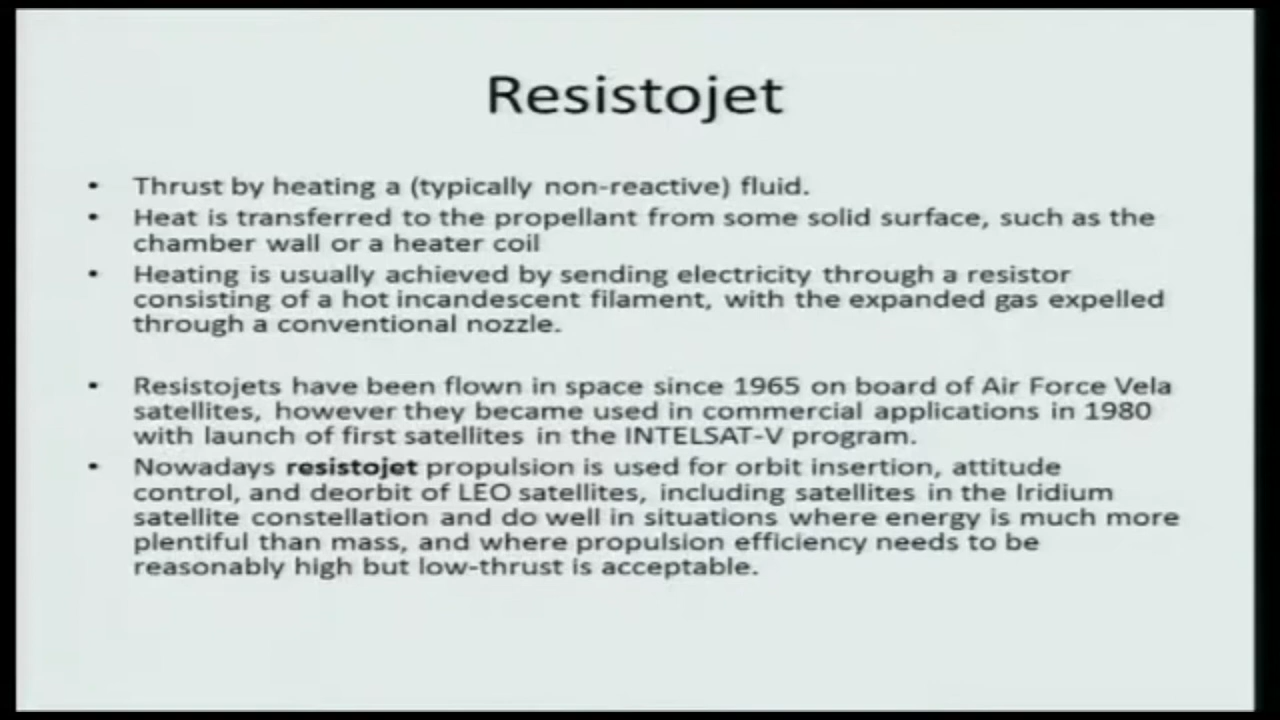 Resistojet
• Thrust by heating a (typically non-reactive) fluid.
• Heat is transferred to the propellant from some solid surface, such as the
chamber wall or a heater coil
• Heating is usually achieved by sending electricity through a resistor
consisting of a hot incandescent filament, with the expanded gas expelled
through a conventional nozzle.
• Resistojets have been flown in space since 1965 on board of Air Force Vela
satellites, however they became used in commercial applications in 1980
with launch of first satellites in the INTELSAT-V program.
• Nowadays resistojet propulsion is used for orbit insertion, attitude
control, and deorbit of LEO satellites, including satellites in the Iridium
satellite constellation and do well in situations where energy is much more
plentiful than mass, and where propulsion efficiency needs to be
reasonably high but low-thrust is acceptable.